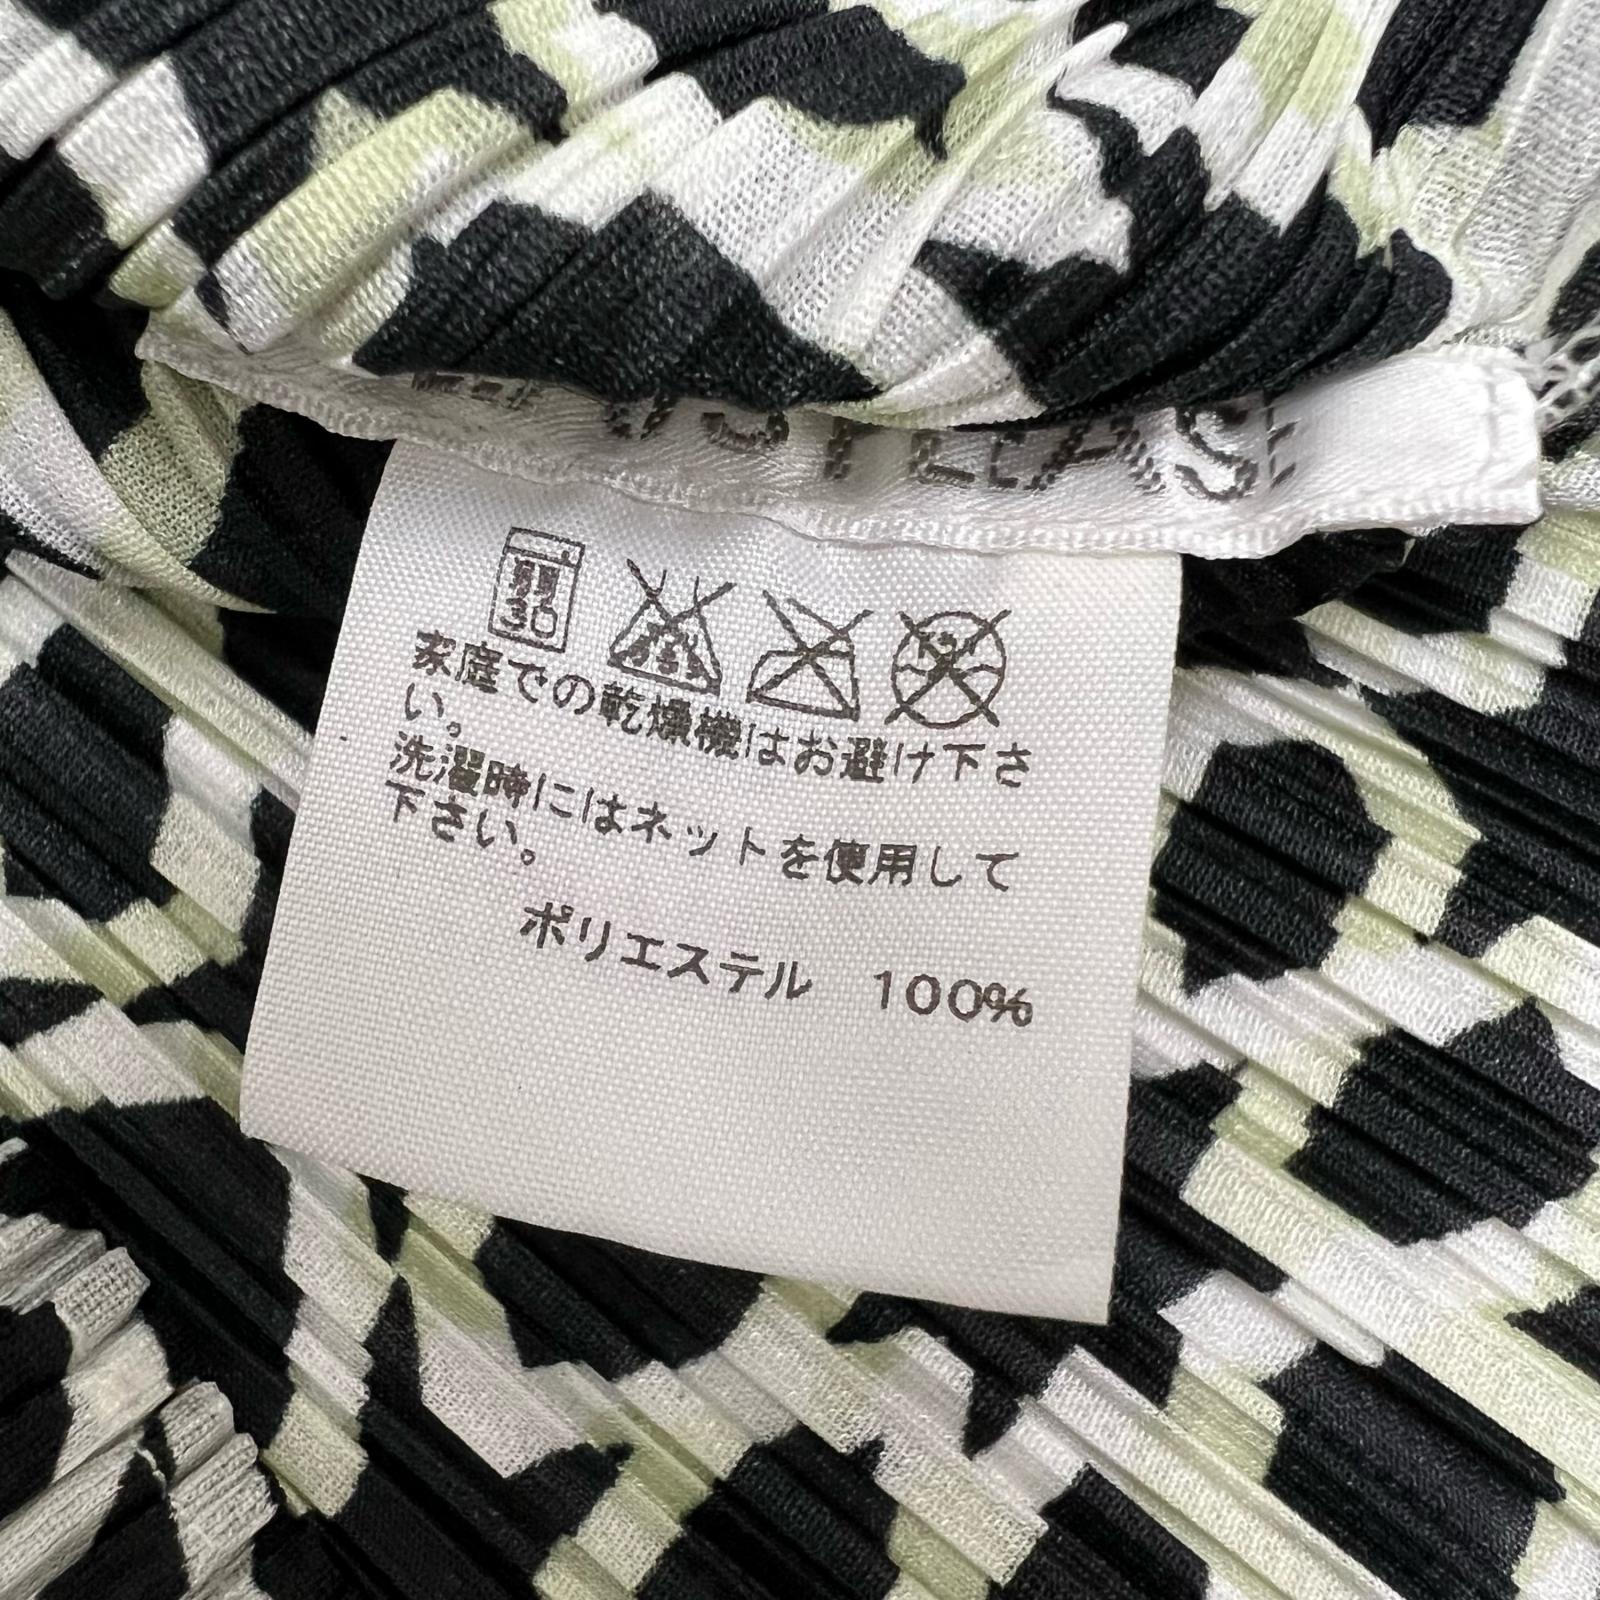 PLEASE
弱
30
家庭での乾燥機はお避け下さ
い。
洗濯時にはネットを使用して
下さい。
ポリエステル 100%